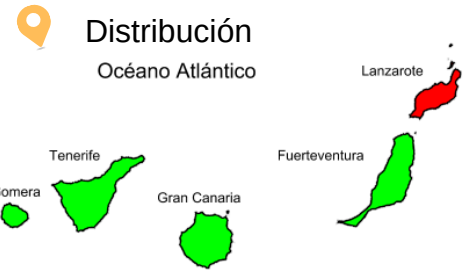 Distribución
Océano Atlántico
Lanzarote
Tenerife
Fuerteventura
omera
Gran Canaria